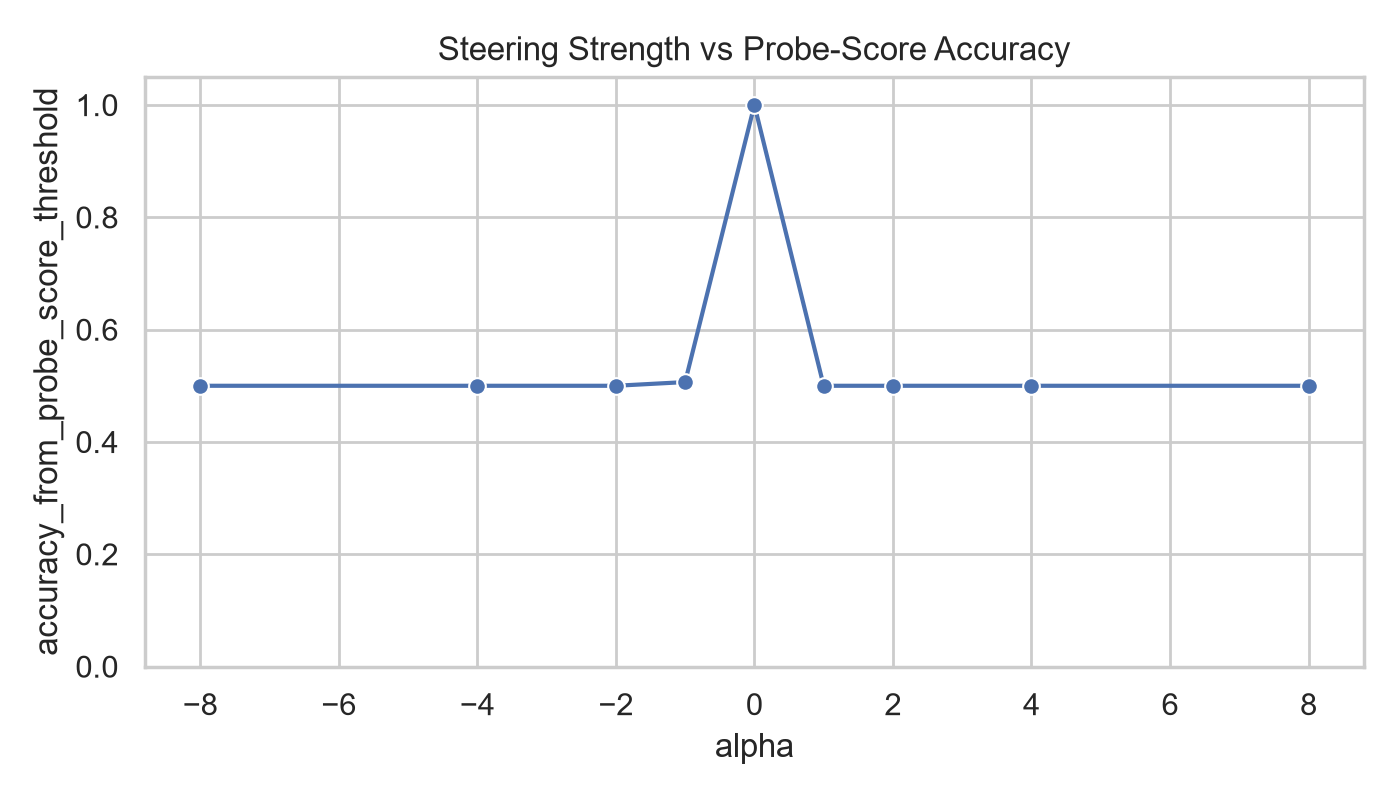 Steering Strength vs Probe-Score Accuracy
accuracy_from_probe_score_threshold
1.0
0.8
0.6
0.4
0.2
0.0
−8 −6 −4 −2 0 2 4 6 8
alpha